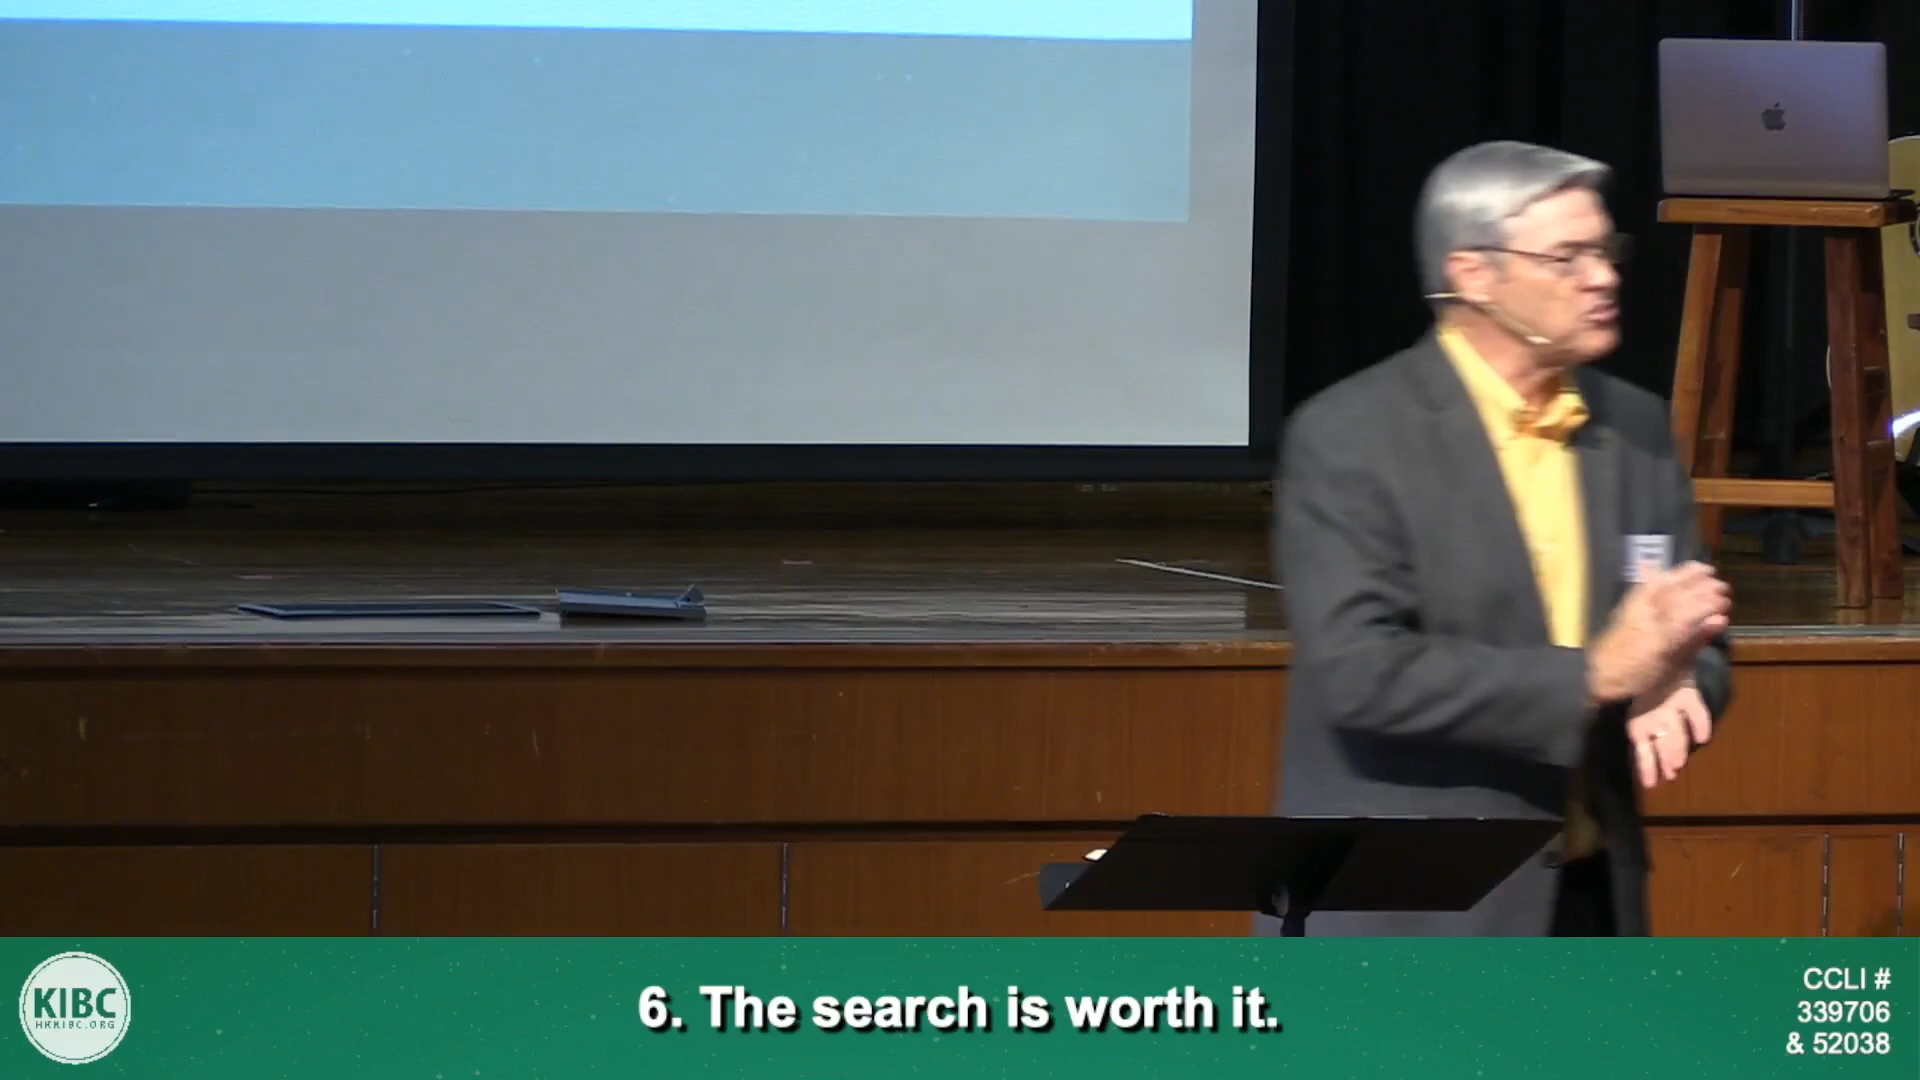 KIBC
HKKIBC.ORG
6. The search is worth it.
CCLI #
339706
& 52038